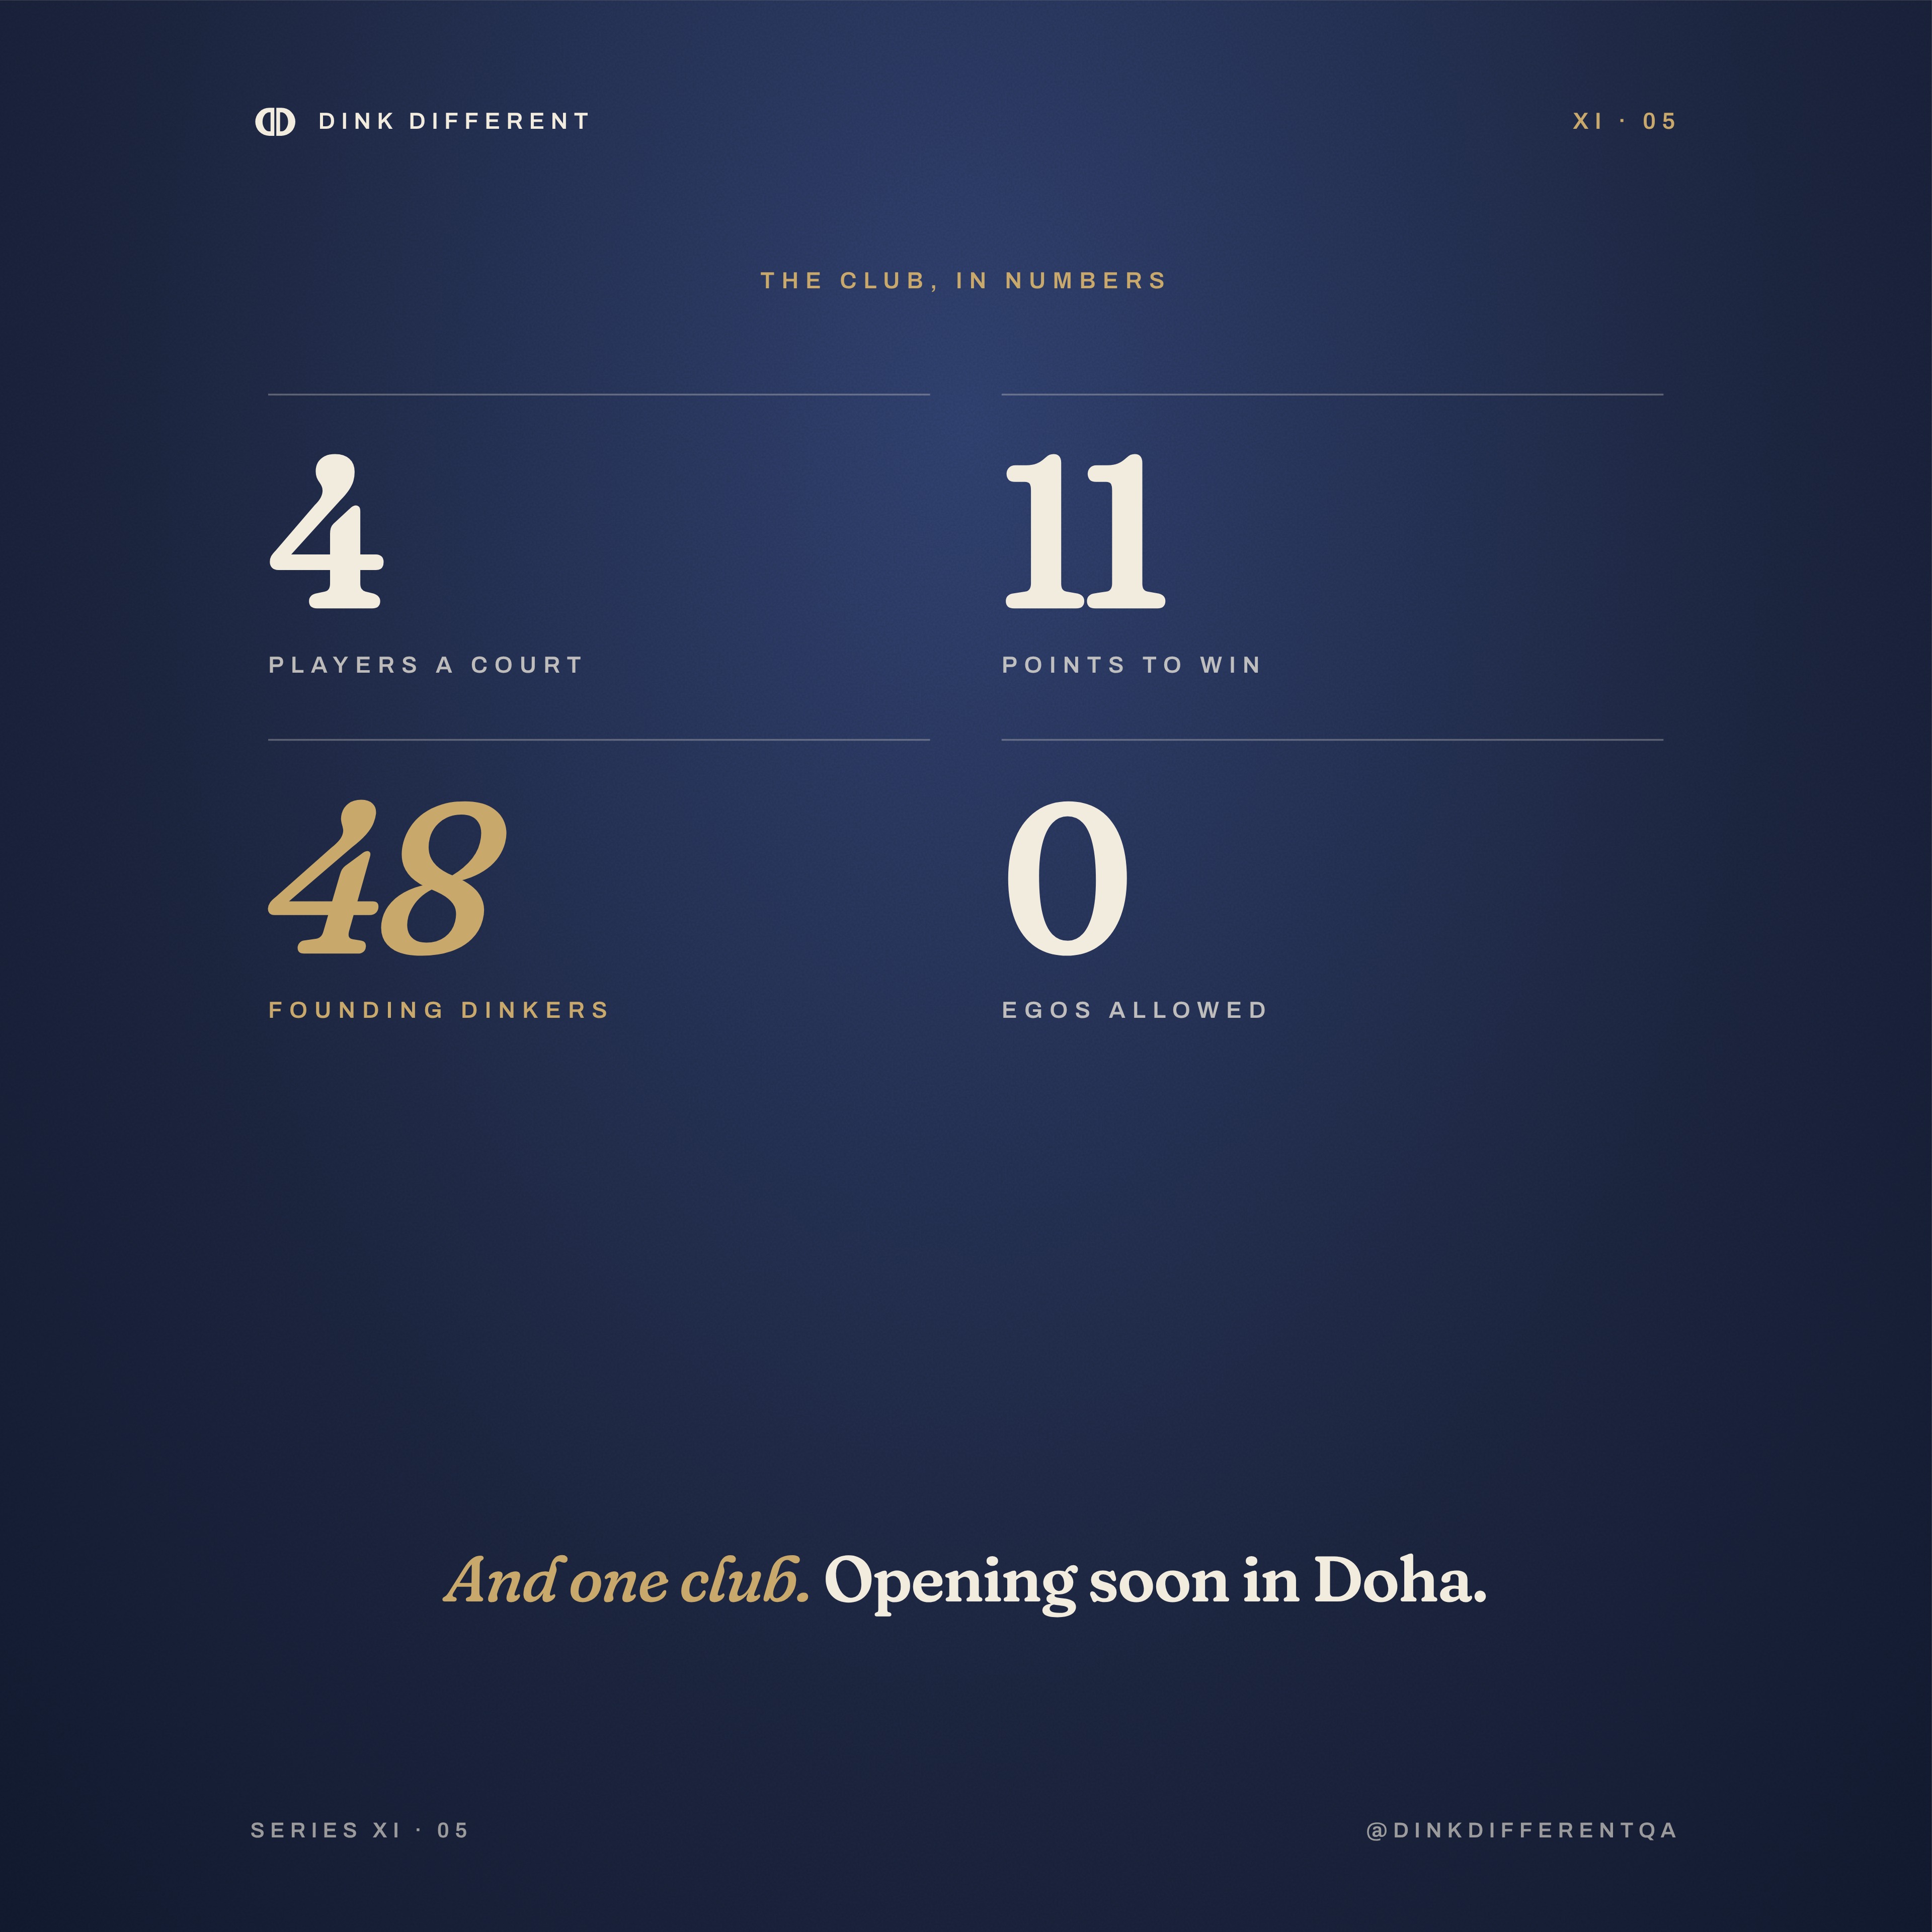 DINK DIFFERENT
XI · 05
THE CLUB, IN NUMBERS
4
PLAYERS A COURT
11
POINTS TO WIN
48
FOUNDING DINKERS
0
EGOS ALLOWED
And one club. Opening soon in Doha.
SERIES XI · 05
@DINKDIFFERENTQA